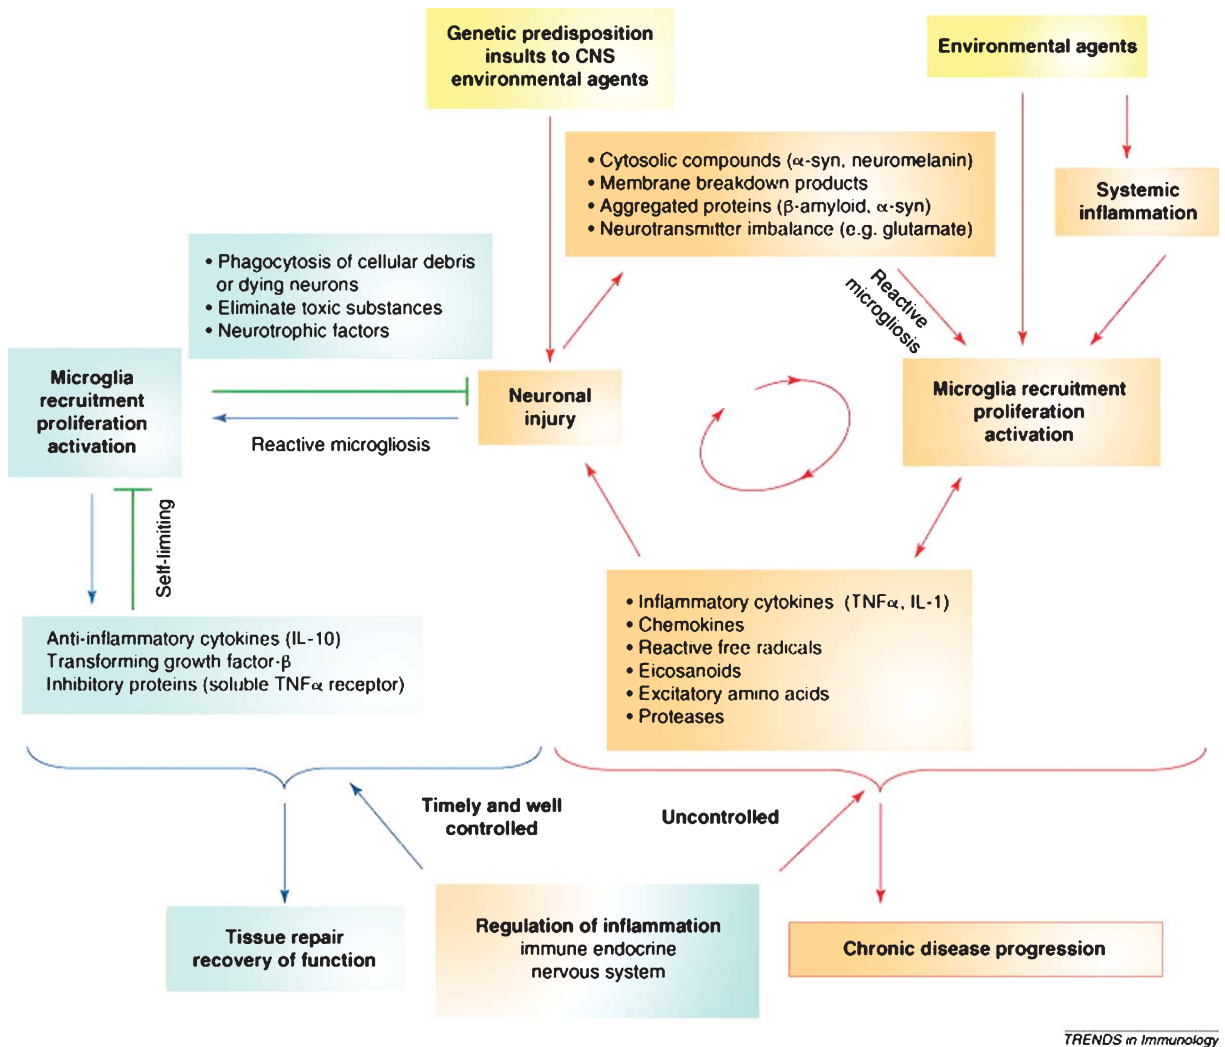 Genetic predisposition
insults to CNS
environmental agents
Environmental agents
• Cytosolic compounds (α-syn, neuromelanin)
• Membrane breakdown products
• Aggregated proteins (β-amyloid, α-syn)
• Neurotransmitter imbalance (e.g. glutamate)
Systemic
inflammation
• Phagocytosis of cellular debris
or dying neurons
• Eliminate toxic substances
• Neurotrophic factors
Reactive
microgliosis
Microglia
recruitment
proliferation
activation
Neuronal
injury
Microglia recruitment
proliferation
activation
Reactive microgliosis
Self-limiting
Anti-inflammatory cytokines (IL-10)
Transforming growth factor-β
Inhibitory proteins (soluble TNFα receptor)
• Inflammatory cytokines (TNFα, IL-1)
• Chemokines
• Reactive free radicals
• Eicosanoids
• Excitatory amino acids
• Proteases
Timely and well
controlled
Uncontrolled
Tissue repair
recovery of function
Regulation of inflammation
immune endocrine
nervous system
Chronic disease progression
TRENDS in Immunology